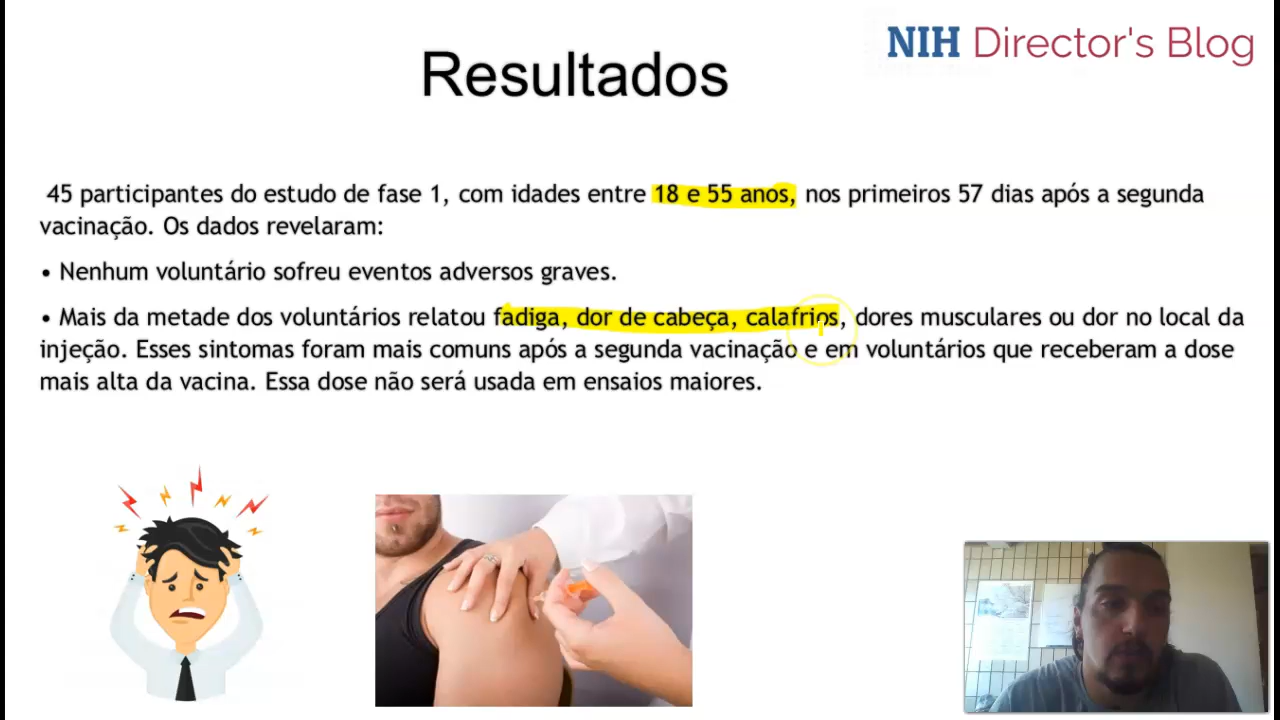 NIH Director's Blog
Resultados
45 participantes do estudo de fase 1, com idades entre 18 e 55 anos, nos primeiros 57 dias após a segunda
vacinação. Os dados revelaram:
• Nenhum voluntário sofreu eventos adversos graves.
• Mais da metade dos voluntários relatou fadiga, dor de cabeça, calafrios, dores musculares ou dor no local da
injeção. Esses sintomas foram mais comuns após a segunda vacinação e em voluntários que receberam a dose
mais alta da vacina. Essa dose não será usada em ensaios maiores.